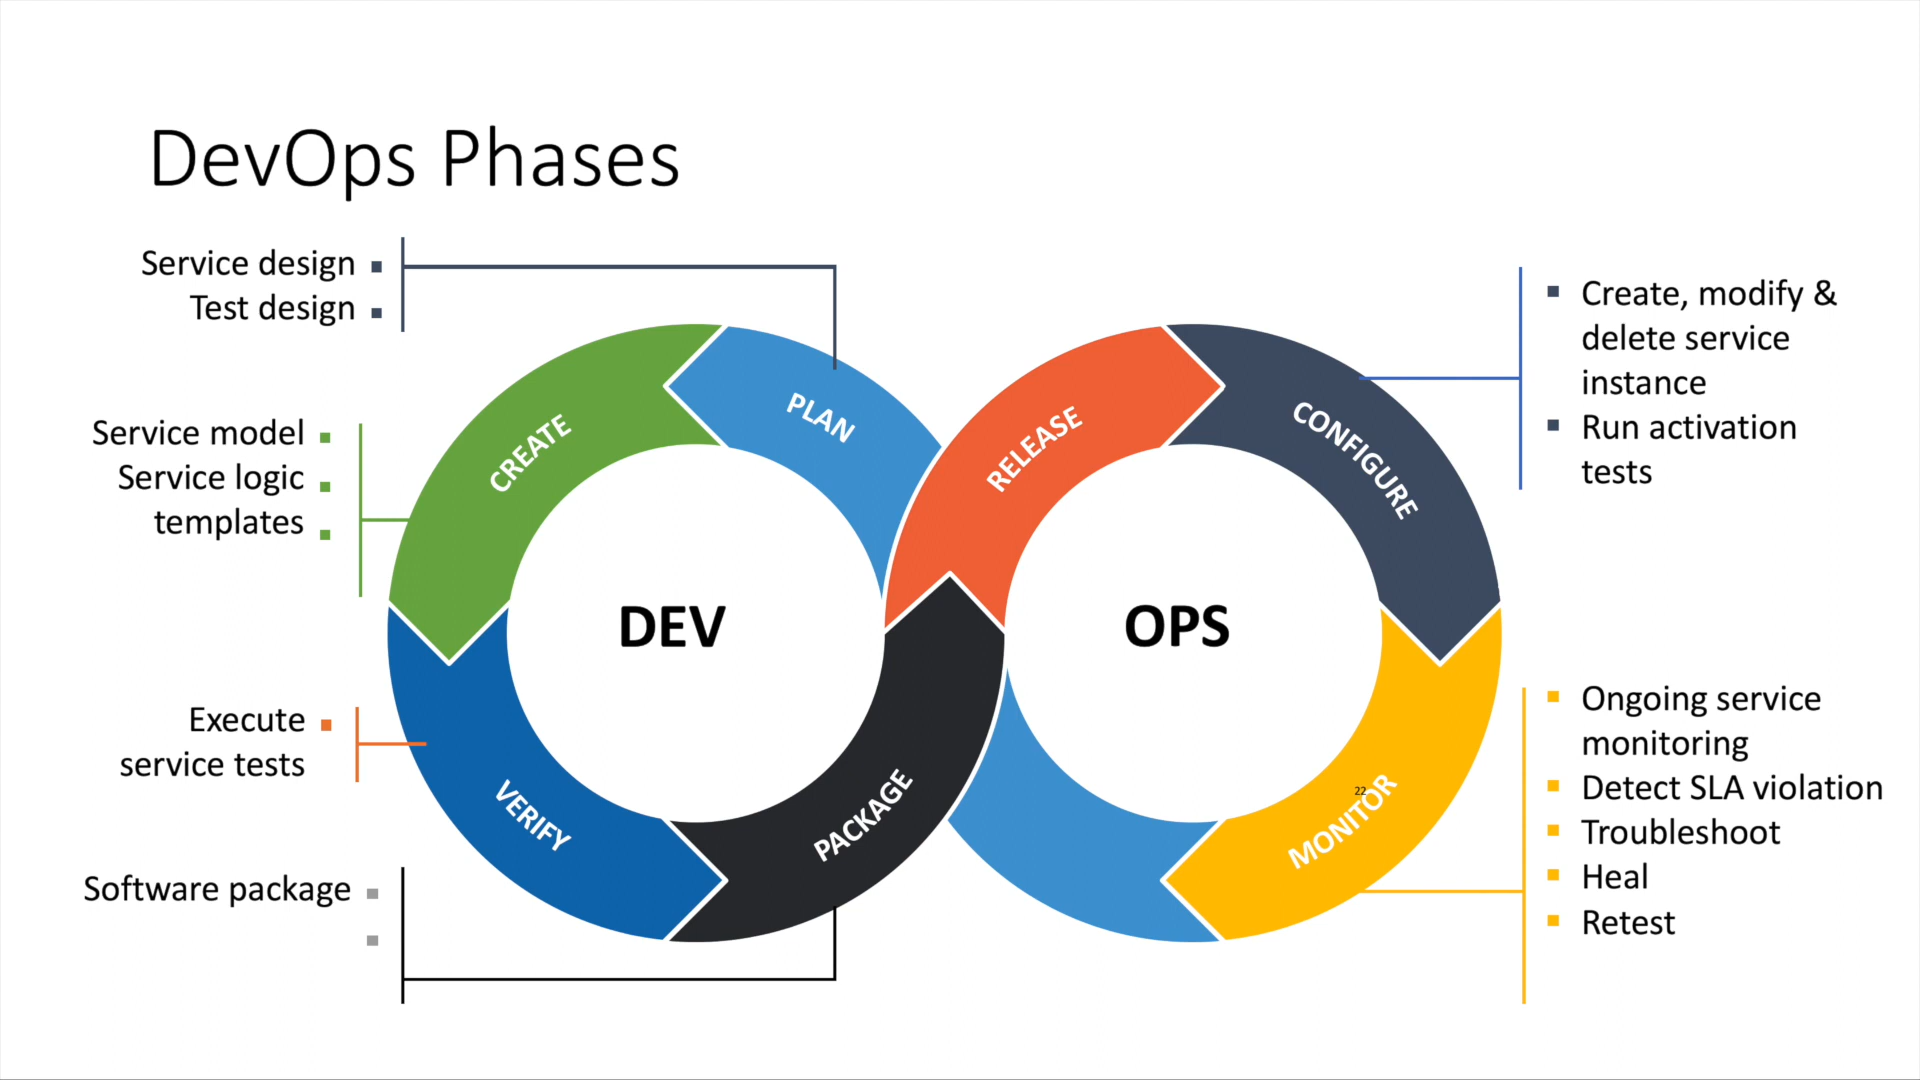 DevOps Phases
Service design
Test design
Service model
Service logic
templates
Execute
service tests
Software package
CREATE
PLAN
VERIFY
PACKAGE
DEV
RELEASE
CONFIGURE
MONITOR
22
OPS
Create, modify &
delete service
instance
Run activation
tests
Ongoing service
monitoring
Detect SLA violation
Troubleshoot
Heal
Retest